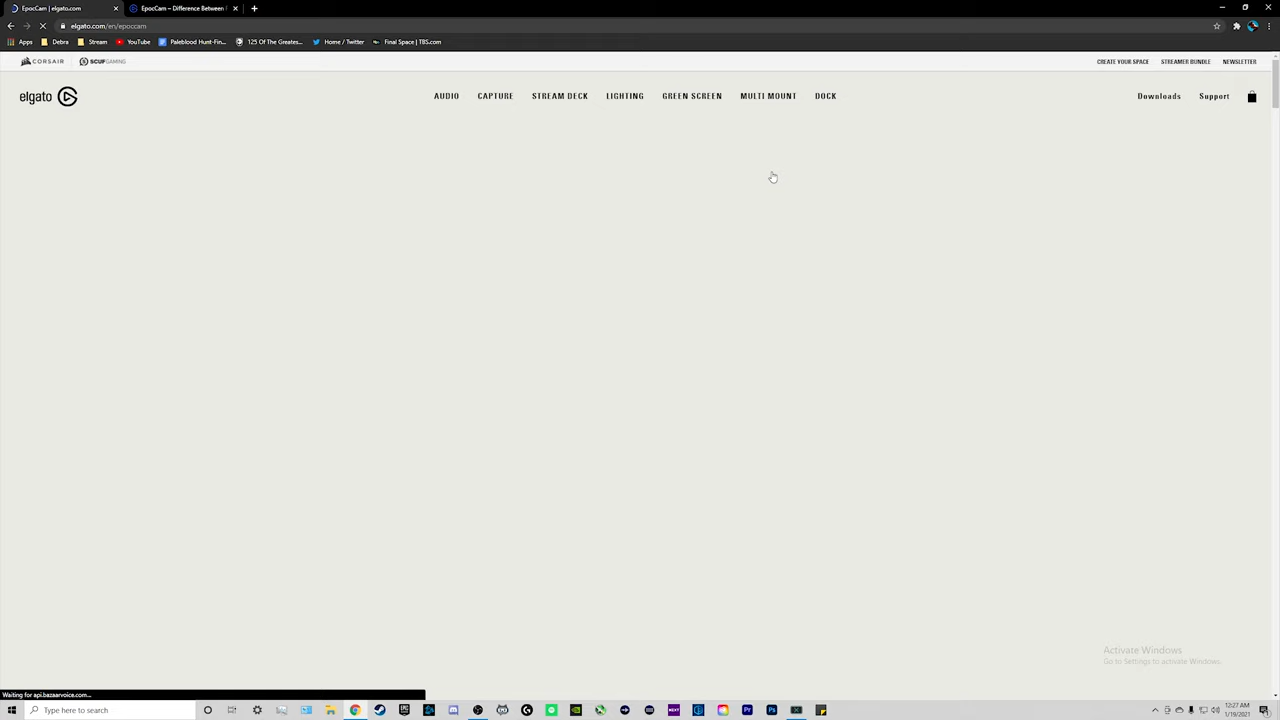 EpocCam | elgato.com
EpocCam – Difference Between
elgato.com/en/epoccam
Apps Debra Stream YouTube Paleblood Hunt-Fin... 125 Of The Greates... Home / Twitter Final Space | TBS.com
CORSAIR SCUFGAMING CREATE YOUR SPACE STREAMER BUNDLE NEWSLETTER
elgato AUDIO CAPTURE STREAM DECK LIGHTING GREEN SCREEN MULTI MOUNT DOCK Downloads Support
Activate Windows
Go to Settings to activate Windows.
Waiting for api.bazaarvoice.com...
Type here to search
12:27 AM
1/19/2021